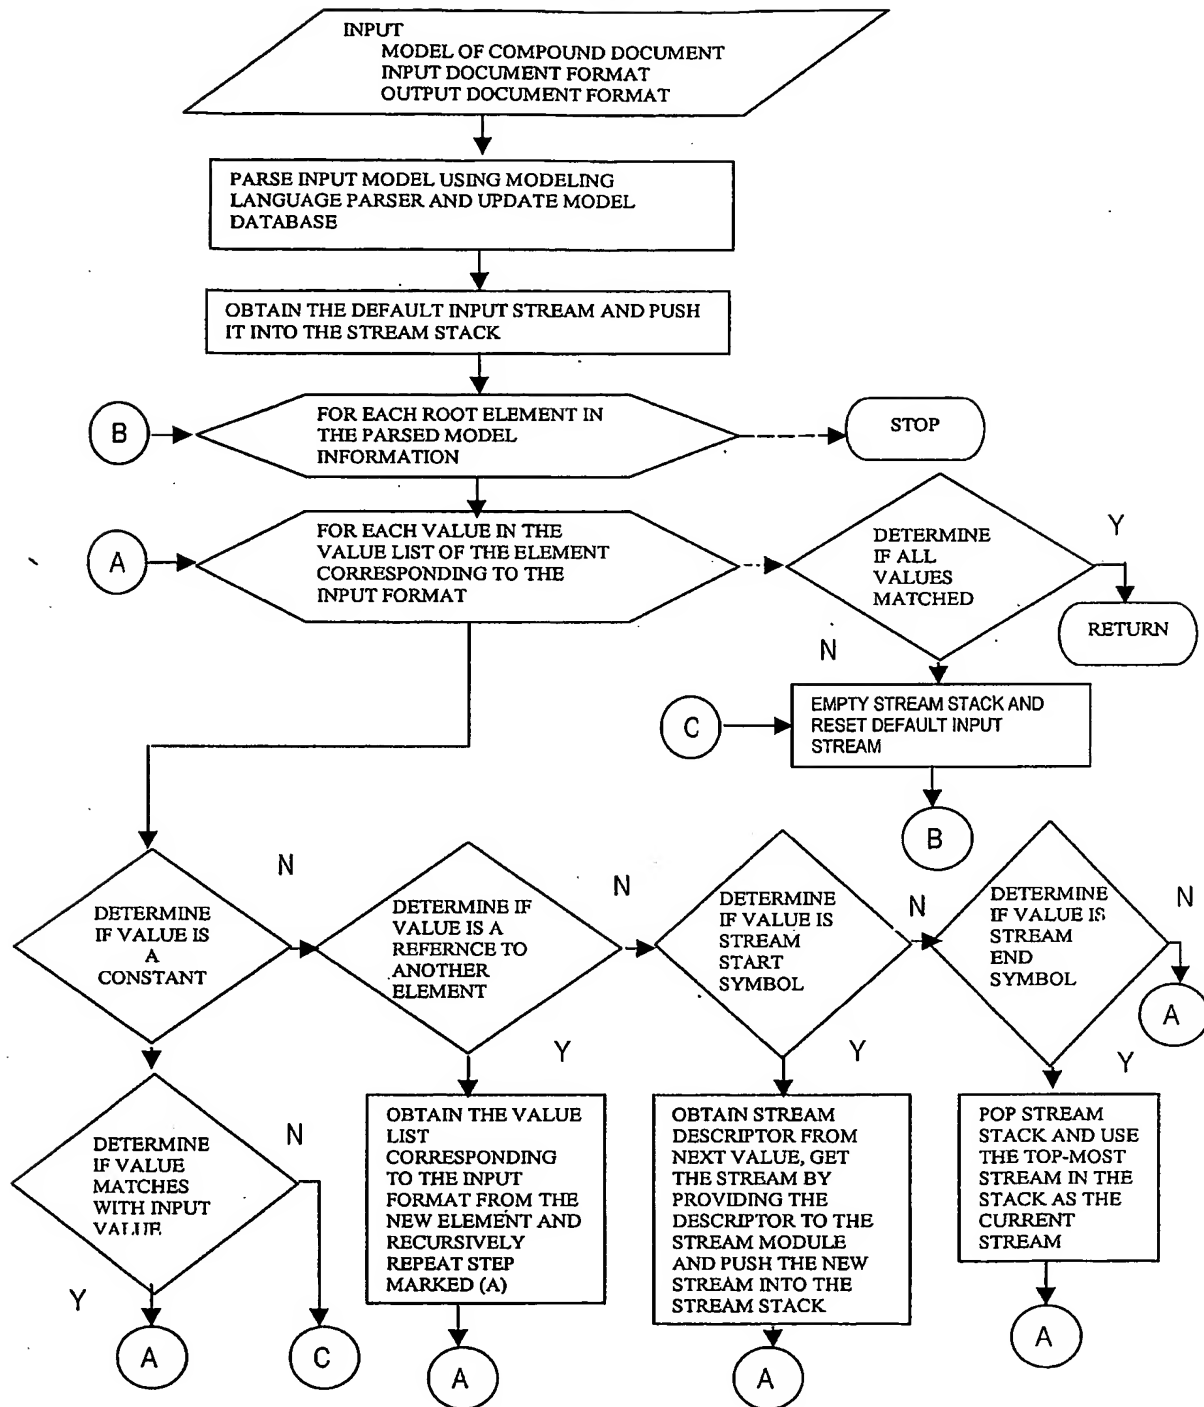 INPUT
MODEL OF COMPOUND DOCUMENT
INPUT DOCUMENT FORMAT
OUTPUT DOCUMENT FORMAT
PARSE INPUT MODEL USING MODELING
LANGUAGE PARSER AND UPDATE MODEL
DATABASE
OBTAIN THE DEFAULT INPUT STREAM AND PUSH
IT INTO THE STREAM STACK
B
FOR EACH ROOT ELEMENT IN
THE PARSED MODEL
INFORMATION
STOP
A
FOR EACH VALUE IN THE
VALUE LIST OF THE ELEMENT
CORRESPONDING TO THE
INPUT FORMAT
DETERMINE
IF ALL
VALUES
MATCHED
Y
RETURN
N
C
EMPTY STREAM STACK AND
RESET DEFAULT INPUT
STREAM
B
DETERMINE
IF VALUE IS
A
CONSTANT
N
DETERMINE IF
VALUE IS A
REFERNCE TO
ANOTHER
ELEMENT
N
DETERMINE
IF VALUE IS
STREAM
START
SYMBOL
N
DETERMINE
IF VALUE IS
STREAM
END
SYMBOL
N
A
Y
Y
Y
DETERMINE
IF VALUE
MATCHES
WITH INPUT
VALUE
N
Y
A
C
OBTAIN THE VALUE
LIST
CORRESPONDING
TO THE INPUT
FORMAT FROM THE
NEW ELEMENT AND
RECURSIVELY
REPEAT STEP
MARKED (A)
A
OBTAIN STREAM
DESCRIPTOR FROM
NEXT VALUE, GET
THE STREAM BY
PROVIDING THE
DESCRIPTOR TO THE
STREAM MODULE
AND PUSH THE NEW
STREAM INTO THE
STREAM STACK
A
POP STREAM
STACK AND USE
THE TOP-MOST
STREAM IN THE
STACK AS THE
CURRENT
STREAM
A